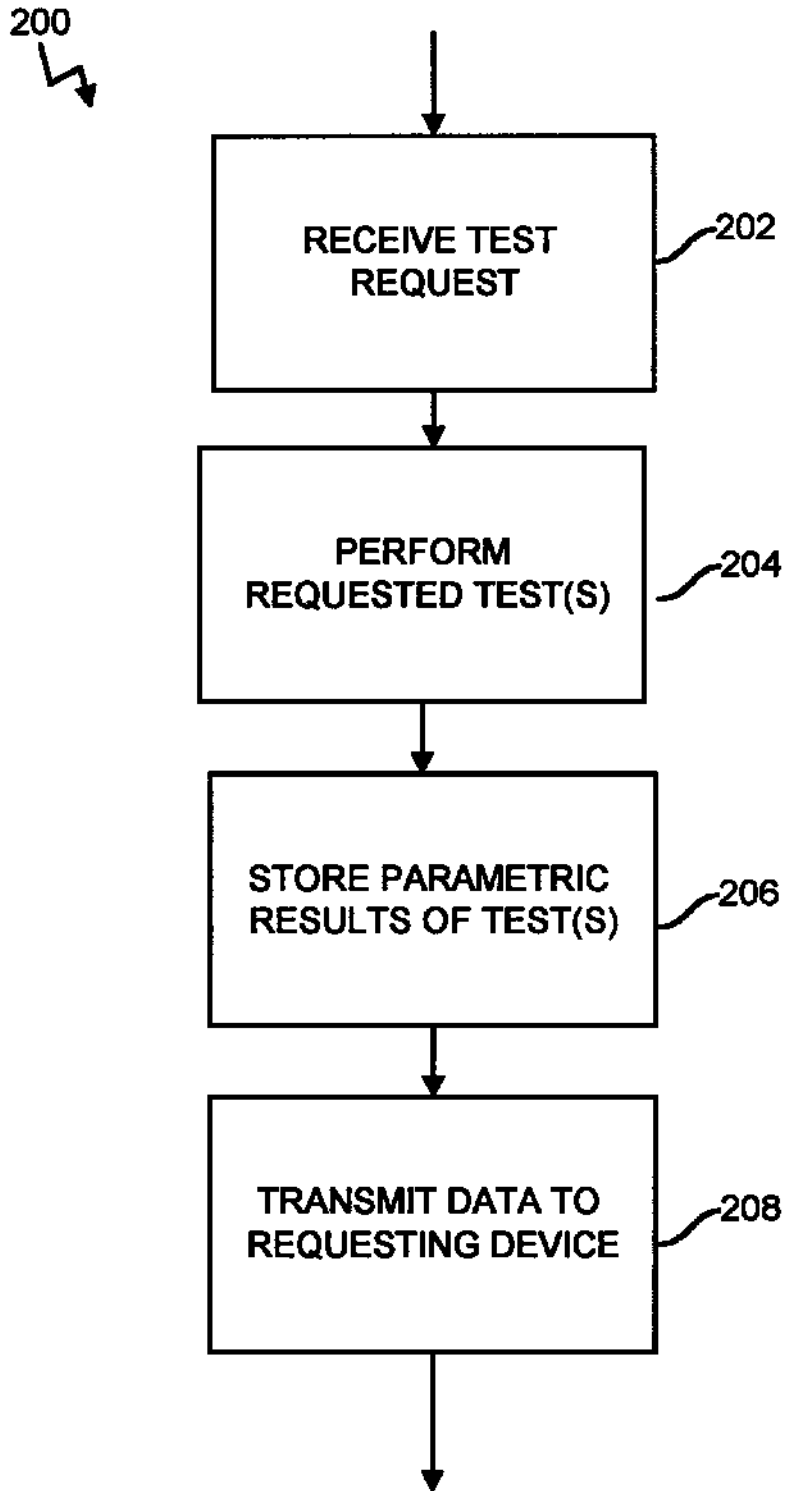 200
RECEIVE TEST
REQUEST
202
PERFORM
REQUESTED TEST(S)
204
STORE PARAMETRIC
RESULTS OF TEST(S)
206
TRANSMIT DATA TO
REQUESTING DEVICE
208